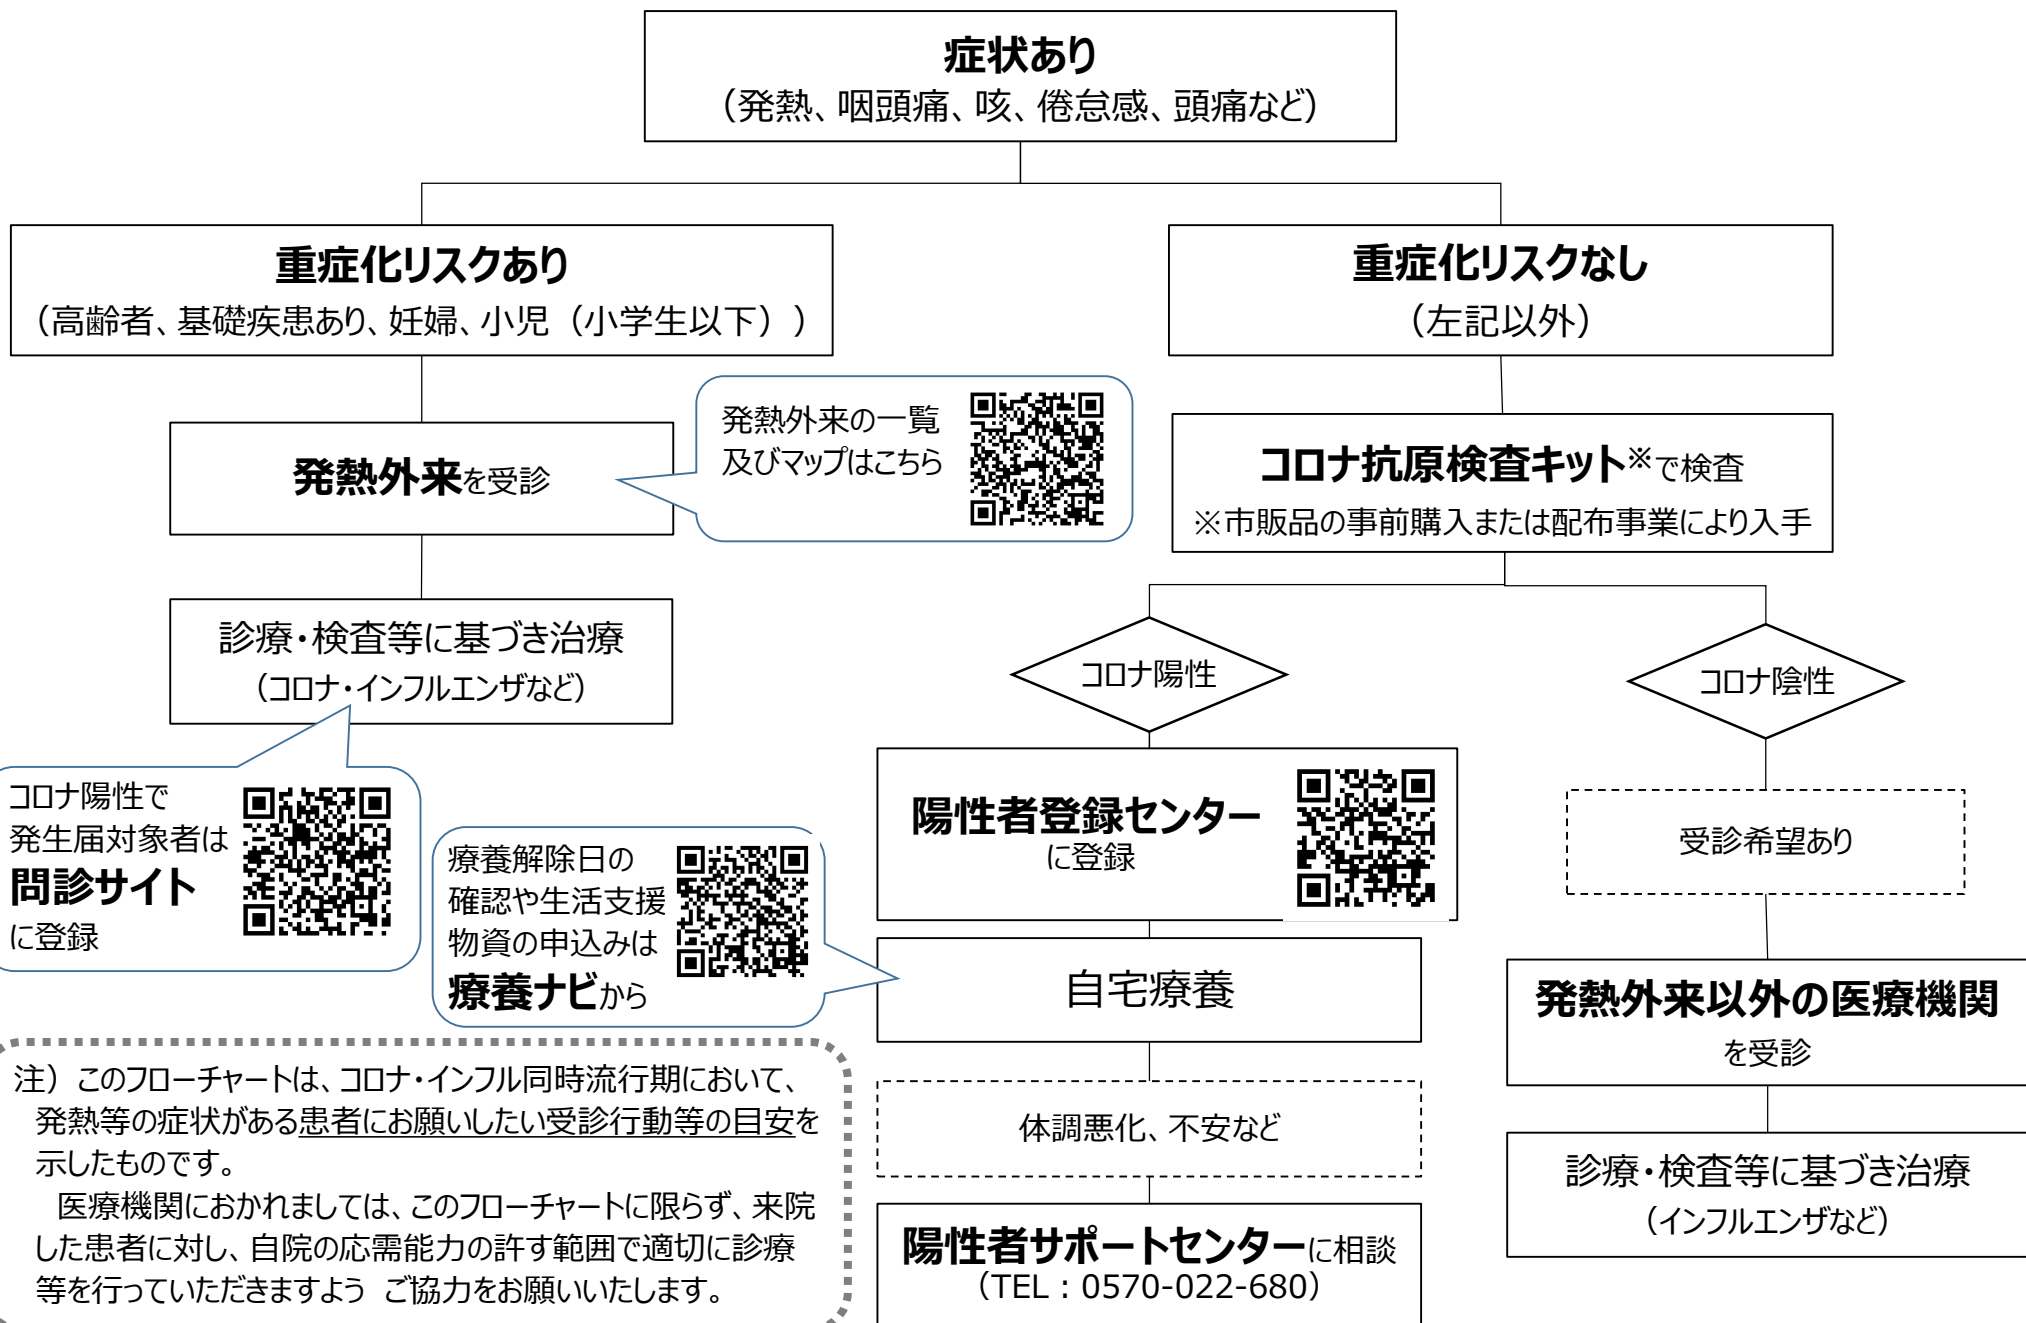 症状あり
（発熱、咽頭痛、咳、倦怠感、頭痛など）
重症化リスクあり
（高齢者、基礎疾患あり、妊婦、小児（小学生以下））
重症化リスクなし
（左記以外）
発熱外来を受診
発熱外来の一覧
及びマップはこちら
コロナ抗原検査キット※で検査
※市販品の事前購入または配布事業により入手
診療・検査等に基づき治療
（コロナ・インフルエンザなど）
コロナ陽性
コロナ陰性
コロナ陽性で
発生届対象者は
問診サイト
に登録
療養解除日の
確認や生活支援
物資の申込みは
療養ナビから
陽性者登録センター
に登録
受診希望あり
自宅療養
発熱外来以外の医療機関
を受診
体調悪化、不安など
診療・検査等に基づき治療
（インフルエンザなど）
陽性者サポートセンターに相談
（TEL：0570-022-680）
注）このフローチャートは、コロナ・インフル同時流行期において、
発熱等の症状がある患者にお願いしたい受診行動等の目安を
示したものです。
医療機関におかれましては、このフローチャートに限らず、来院
した患者に対し、自院の応需能力の許す範囲で適切に診療
等を行っていただきますよう ご協力をお願いいたします。